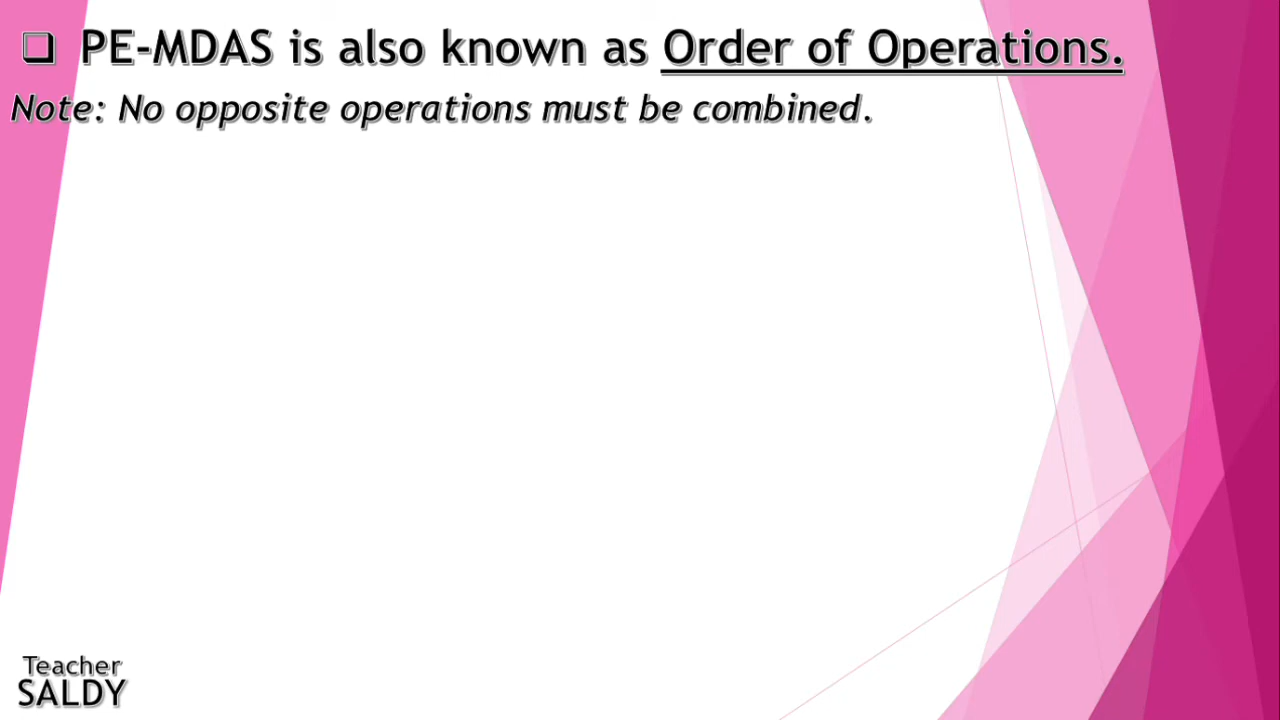 ❑ PE-MDAS is also known as Order of Operations.
Note: No opposite operations must be combined.
Teacher
SALDY